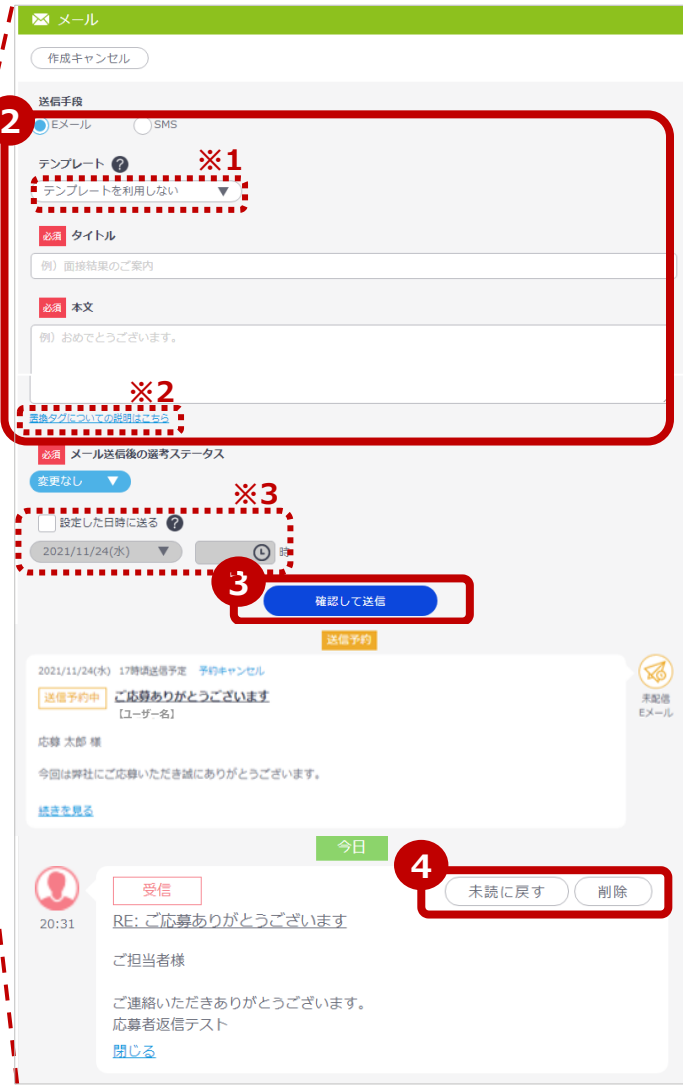 メール
作成キャンセル
送信手段
2
Eメール SMS
テンプレート ? ※1
テンプレートを利用しない ▼
必須 タイトル
例）面接結果のご案内
必須 本文
例）おめでとうございます。
※2
置換タグについての説明はこちら
必須 メール送信後の選考ステータス
変更なし ▼
※3
設定した日時に送る ?
2021/11/24(水) ▼ 時
3
確認して送信
送信予約
2021/11/24(水) 17時頃送信予定 予約キャンセル
送信予約中 ご応募ありがとうございます
【ユーザー名】
未配信
Eメール
応募 太郎 様
今回は弊社にご応募いただき誠にありがとうございます。
続きを見る
今日
4
受信 未読に戻す 削除
20:31 RE: ご応募ありがとうございます
ご担当者様
ご連絡いただきありがとうございます。
応募者返信テスト
閉じる